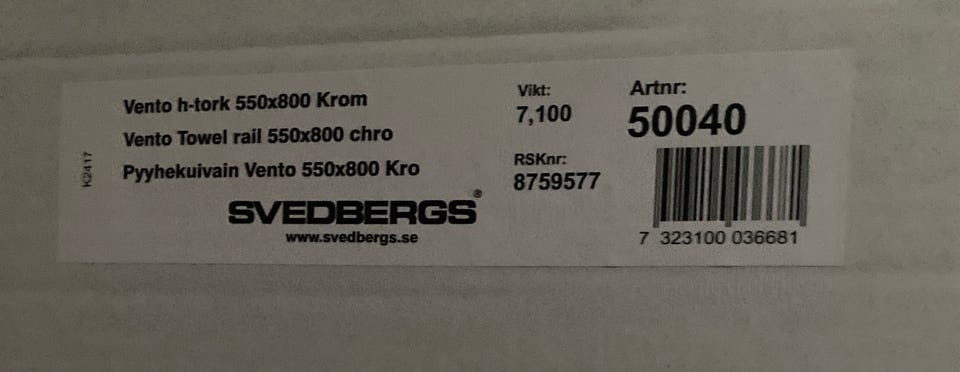 Vento h-tork 550x800 Krom
Vento Towel rail 550x800 chro
Pyyhekuivain Vento 550x800 Kro
K2417
SVEDBERGS®
www.svedbergs.se
Vikt:
7,100
RSKnr:
8759577
Artnr:
50040
7 323100 036681